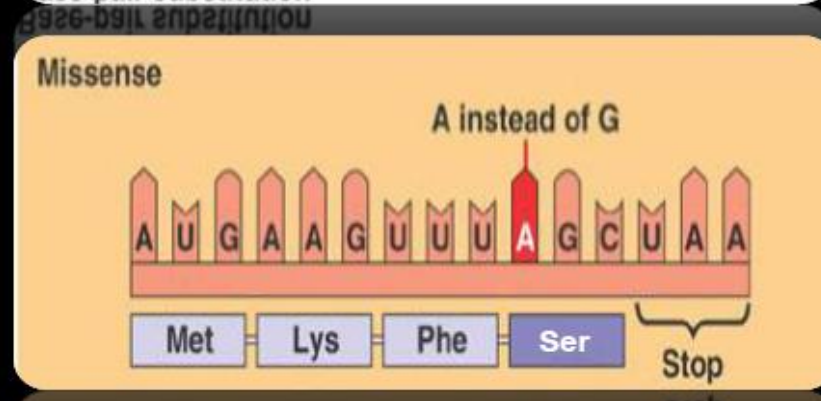 Base-pair substitution
Missense
A instead of G
A U G A A G U U U A G C U A A
Met Lys Phe Ser
Stop